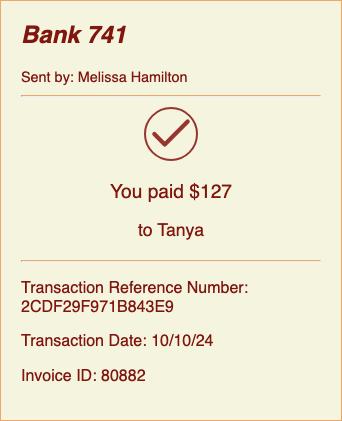 Bank 741
Sent by: Melissa Hamilton
You paid $127
to Tanya
Transaction Reference Number:
2CDF29F971B843E9
Transaction Date: 10/10/24
Invoice ID: 80882